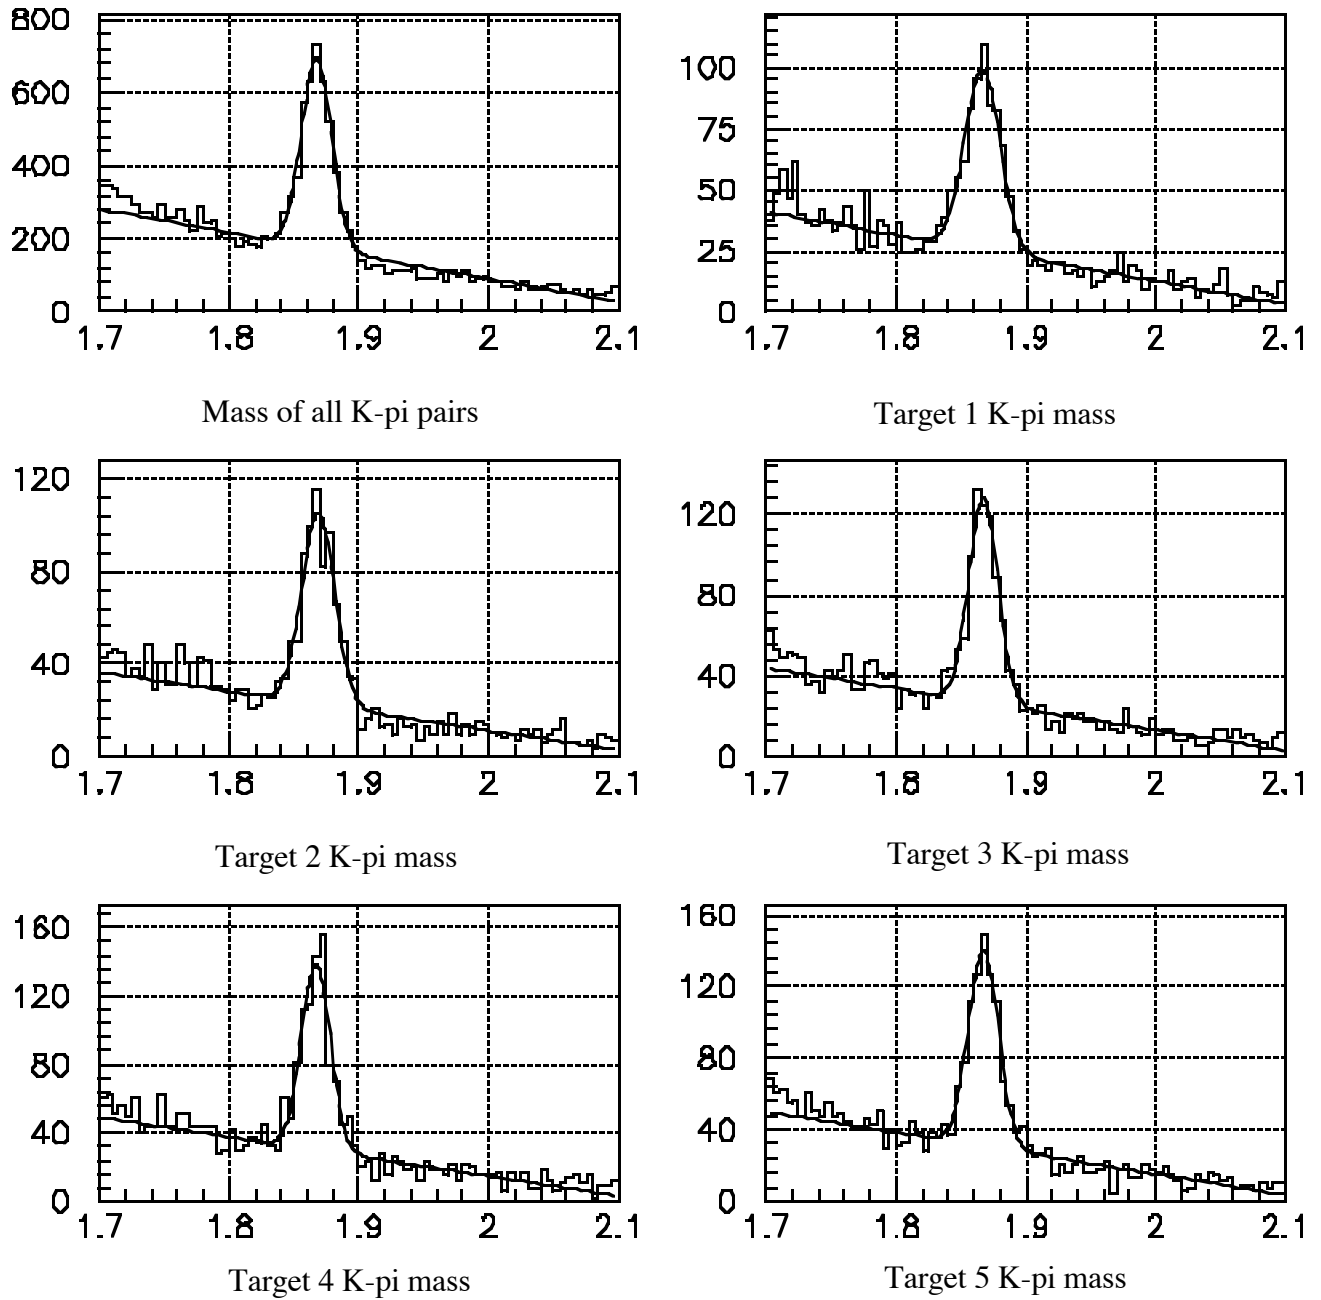 800
600
400
200
0
1.7 1.8 1.9 2 2.1
Mass of all K-pi pairs
100
75
50
25
0
1.7 1.8 1.9 2 2.1
Target 1 K-pi mass
120
80
40
0
1.7 1.8 1.9 2 2.1
Target 2 K-pi mass
120
80
40
0
1.7 1.8 1.9 2 2.1
Target 3 K-pi mass
160
120
80
40
0
1.7 1.8 1.9 2 2.1
Target 4 K-pi mass
160
120
80
40
0
1.7 1.8 1.9 2 2.1
Target 5 K-pi mass